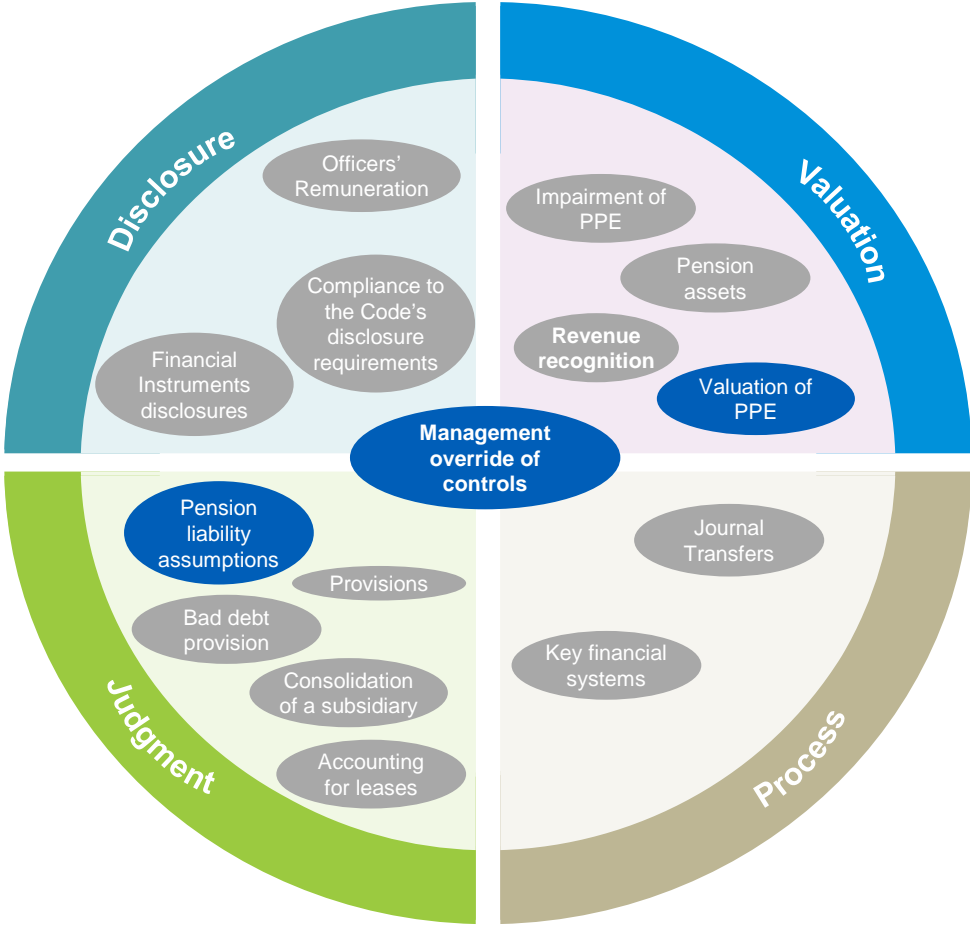 Disclosure
Officers’
Remuneration
Compliance to
the Code’s
disclosure
requirements
Financial
Instruments
disclosures
Valuation
Impairment of
PPE
Pension
assets
Revenue
recognition
Valuation of
PPE
Management
override of
controls
Judgment
Pension
liability
assumptions
Provisions
Bad debt
provision
Consolidation
of a subsidiary
Accounting
for leases
Process
Journal
Transfers
Key financial
systems